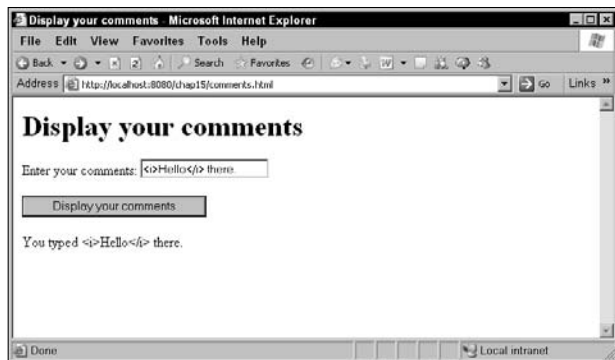 Display your comments - Microsoft Internet Explorer
File Edit View Favorites Tools Help
Back Search Favorites
Address http://localhost:8080/chap15/comments.html Go Links »
Display your comments
Enter your comments: <i>Hello</i> there.
Display your comments
You typed <i>Hello</i> there.
Done Local intranet